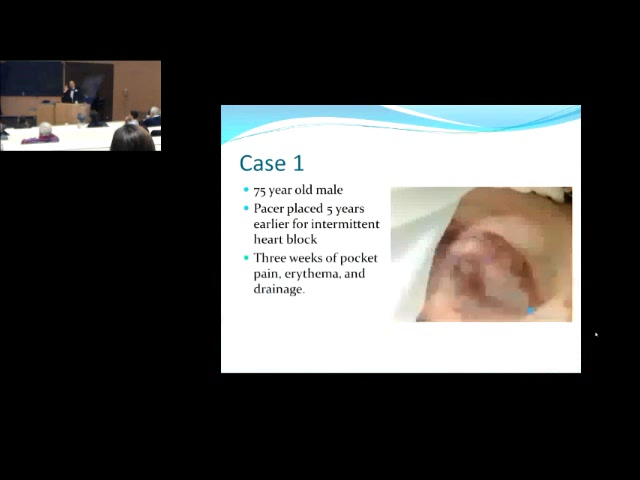 Case 1
75 year old male
Pacer placed 5 years
earlier for intermittent
heart block
Three weeks of pocket
pain, erythema, and
drainage.